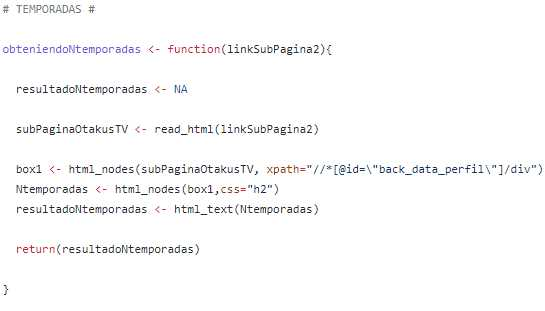 # TEMPORADAS #
obteniendoNtemporadas <- function(linkSubPagina2){
resultadoNtemporadas <- NA
subPaginaOtakusTV <- read_html(linkSubPagina2)
box1 <- html_nodes(subPaginaOtakusTV, xpath="//*[@id=\"back_data_perfil\"]/div")
Ntemporadas <- html_nodes(box1,css="h2")
resultadoNtemporadas <- html_text(Ntemporadas)
return(resultadoNtemporadas)
}